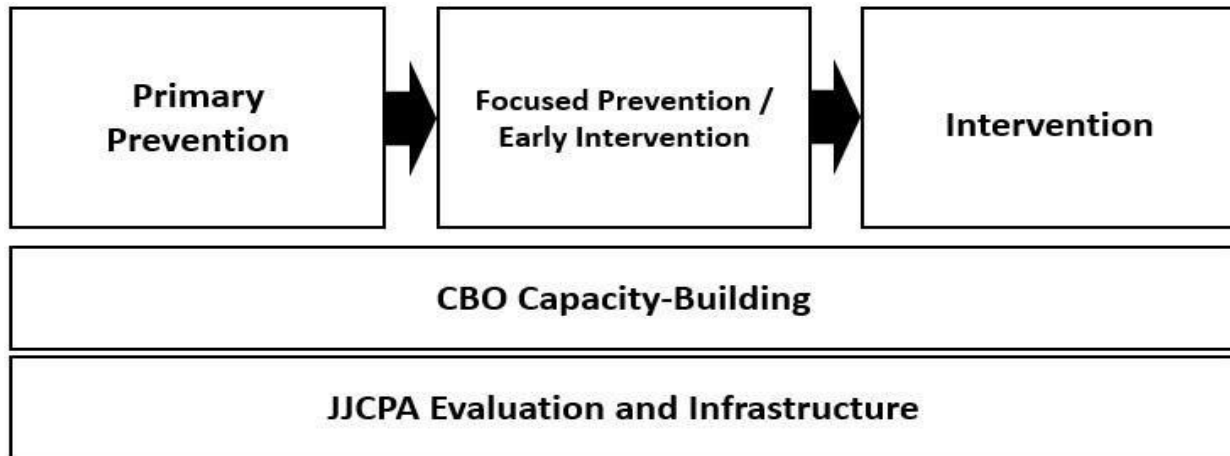 Primary
Prevention
Focused Prevention /
Early Intervention
Intervention
CBO Capacity-Building
JJCPA Evaluation and Infrastructure